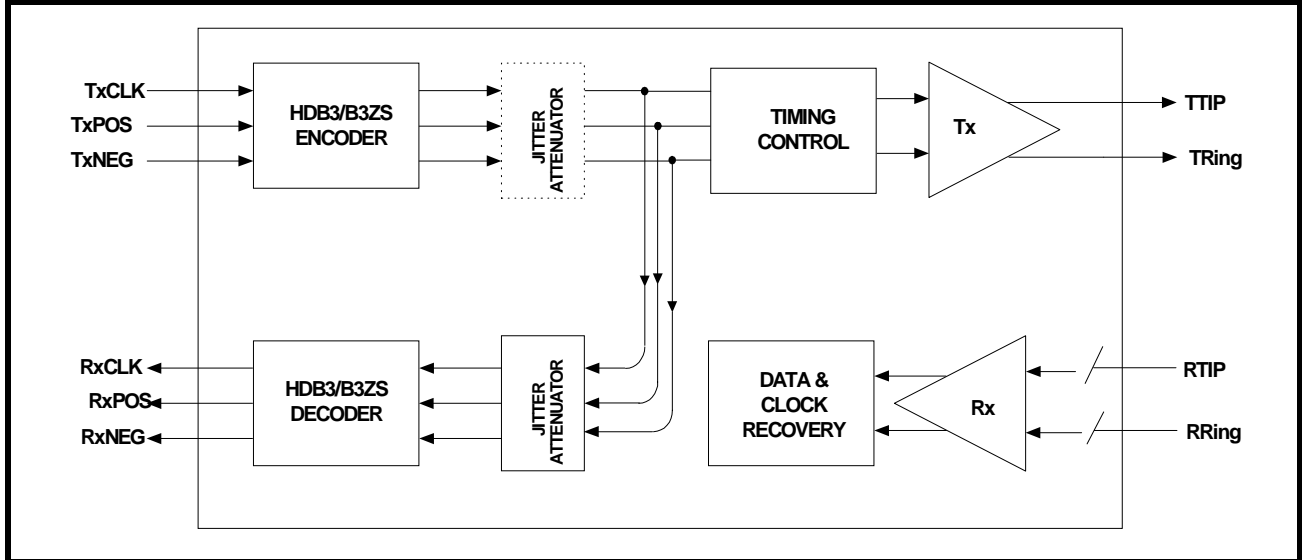 TxCLK
TxPOS
TxNEG
HDB3/B3ZS
ENCODER
JITTER
ATTENUATOR
TIMING
CONTROL
Tx
TTIP
TRing
RxCLK
RxPOS
RxNEG
HDB3/B3ZS
DECODER
JITTER
ATTENUATOR
DATA &
CLOCK
RECOVERY
Rx
RTIP
RRing